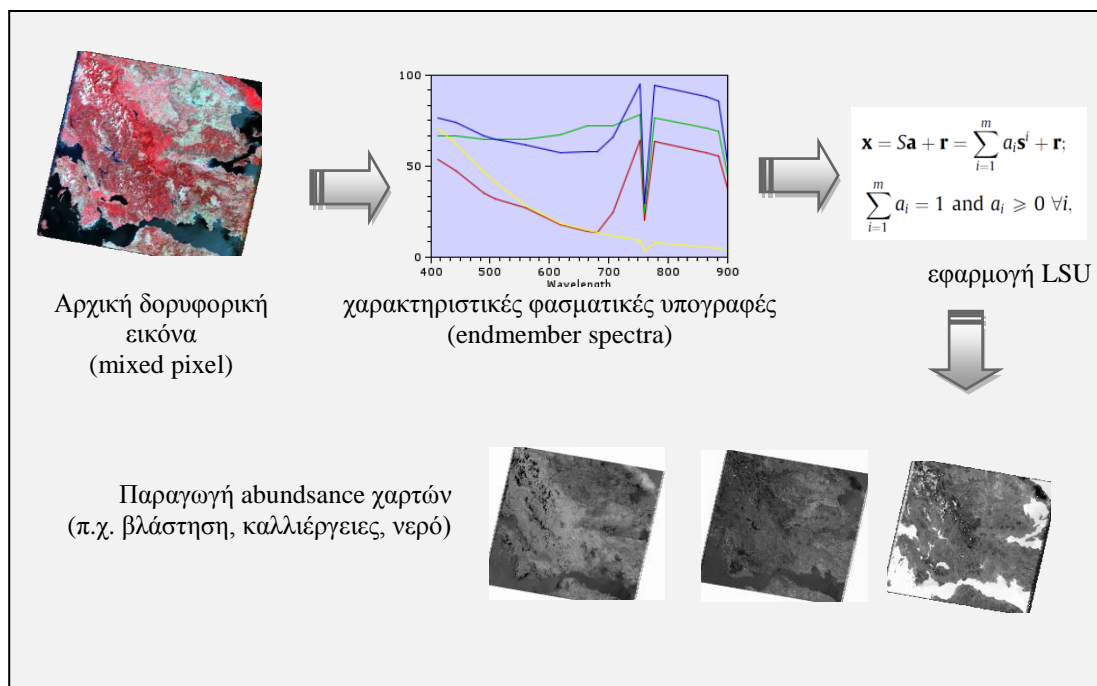 100
50
0
400 500 600 700 800 900
Wavelength
x = Sa + r = ∑_{i=1}^{m} a_i s^i + r;
∑_{i=1}^{m} a_i = 1 and a_i ⩾ 0 ∀i,
εφαρμογή LSU
Αρχική δορυφορική
εικόνα
(mixed pixel)
χαρακτηριστικές φασματικές υπογραφές
(endmember spectra)
Παραγωγή abundsance χαρτών
(π.χ. βλάστηση, καλλιέργειες, νερό)